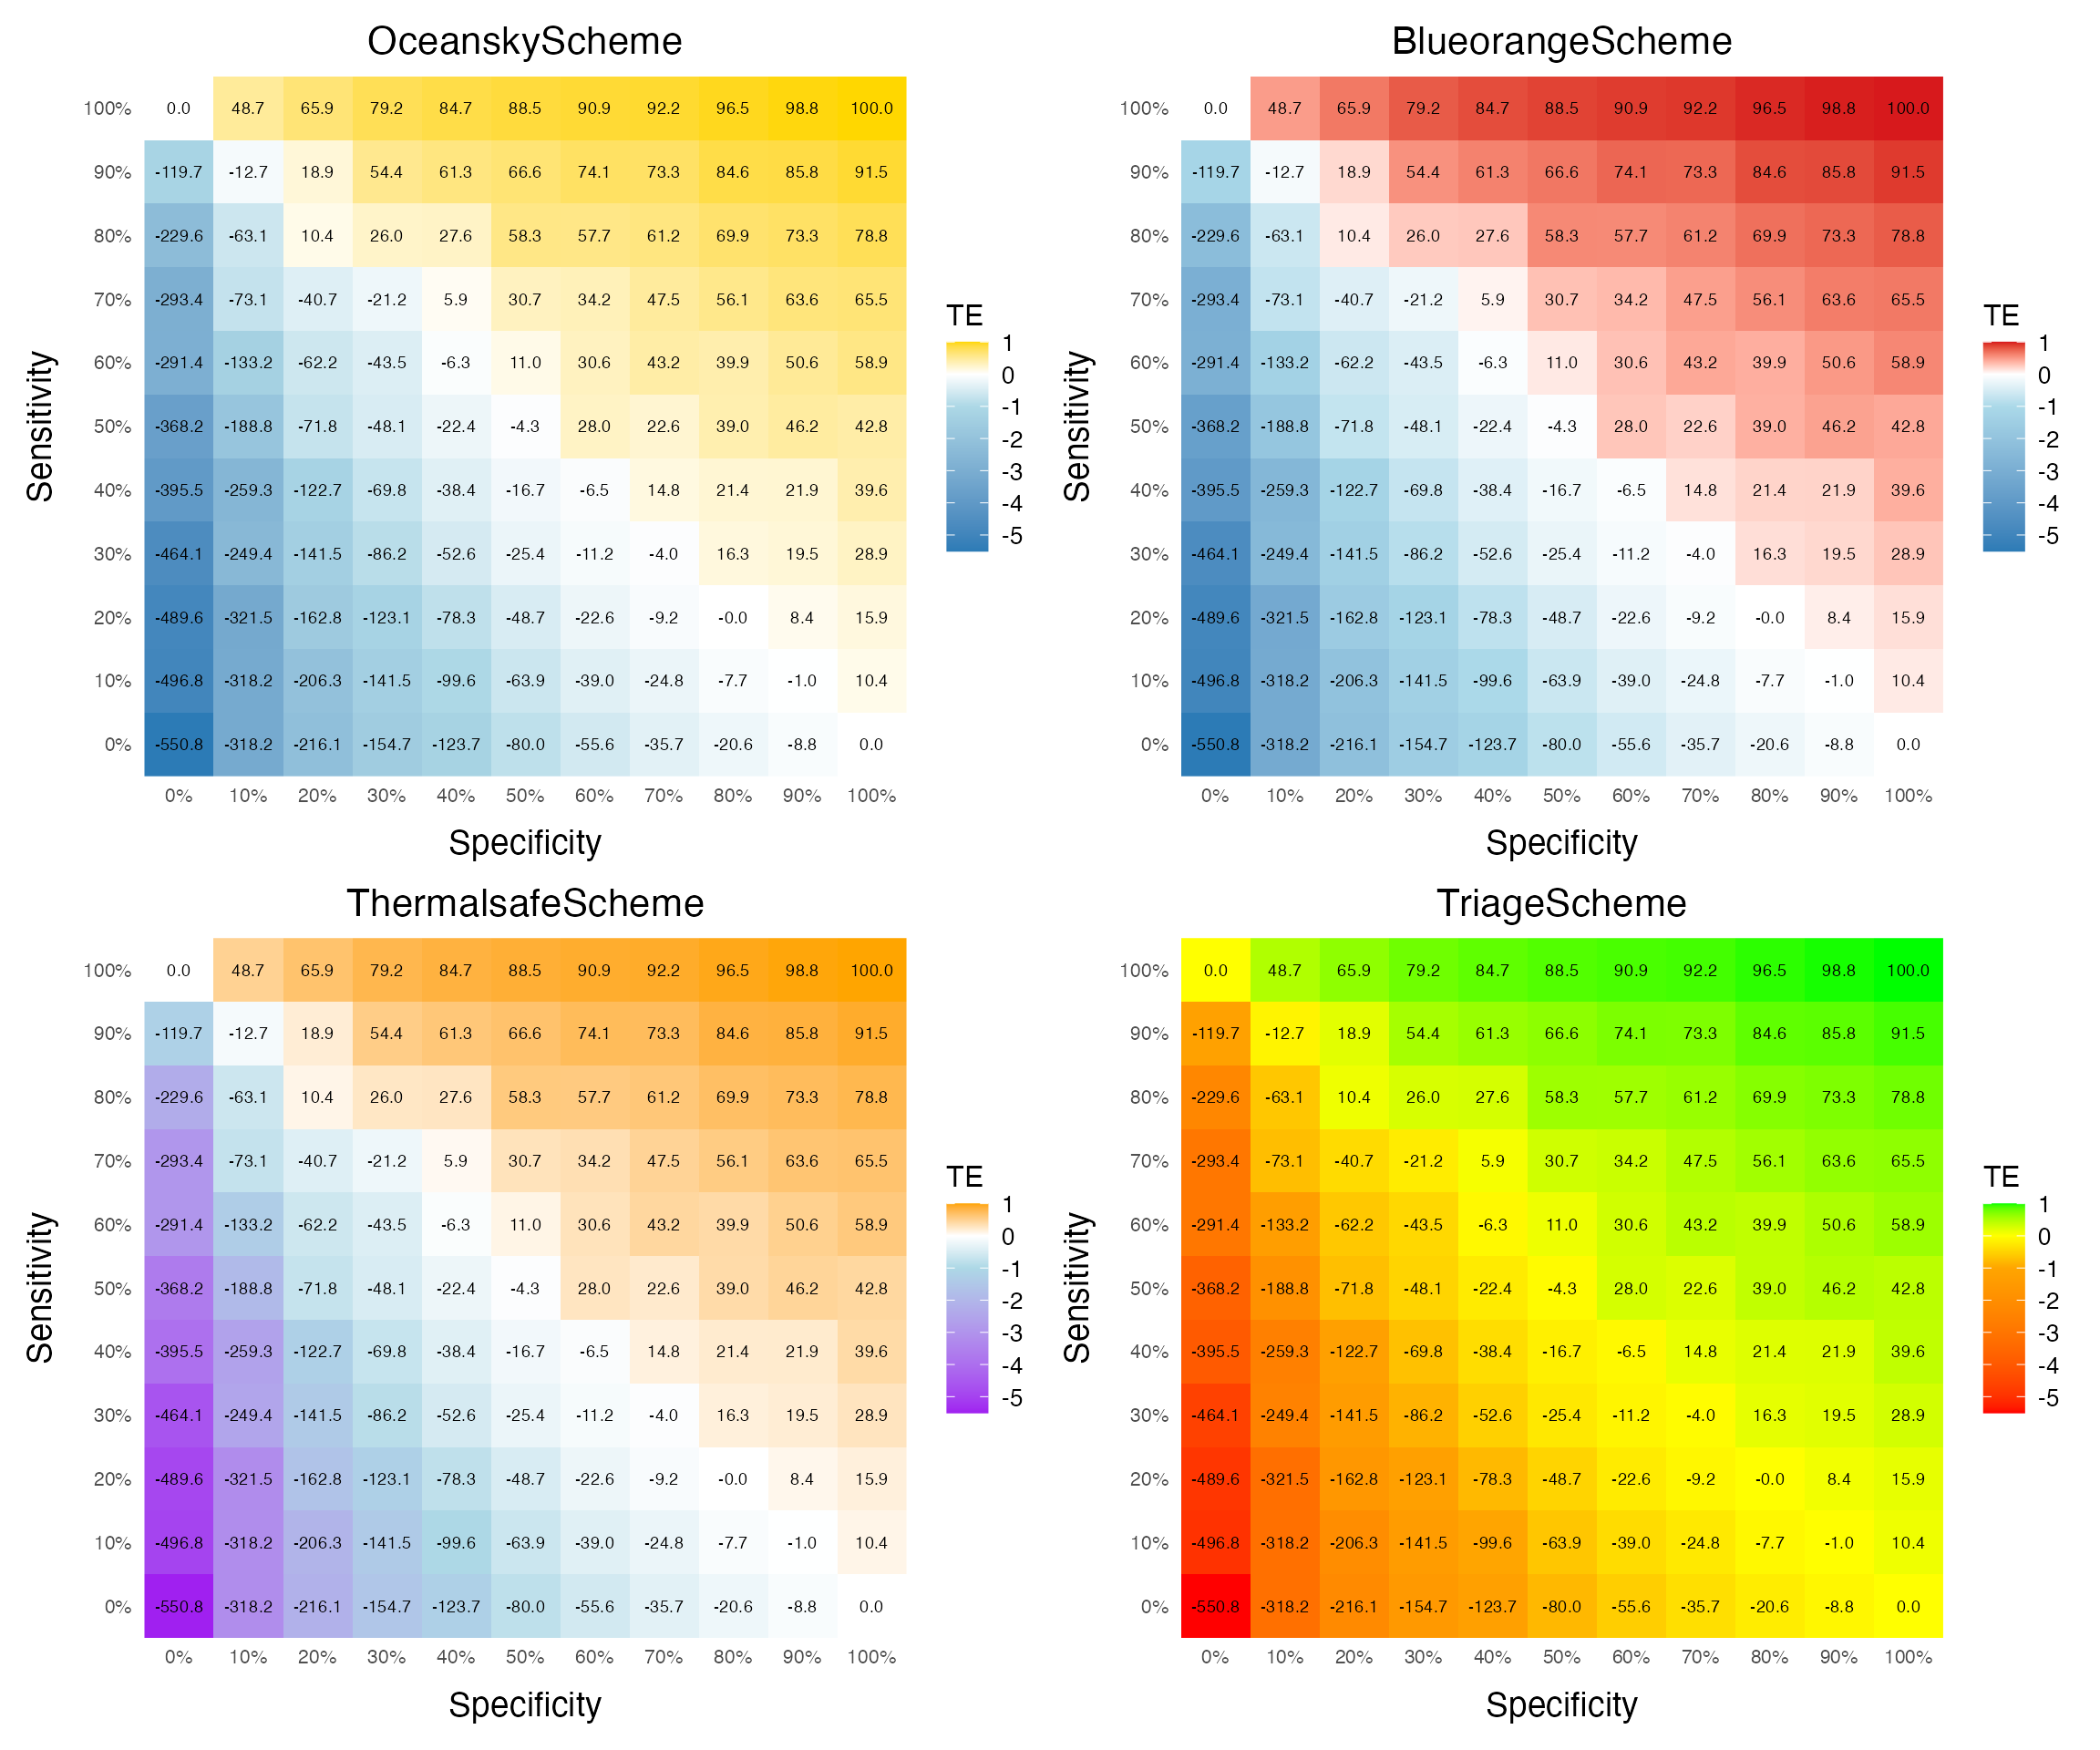 OceanskyScheme
100% 0.0 48.7 65.9 79.2 84.7 88.5 90.9 92.2 96.5 98.8 100.0
90% -119.7 -12.7 18.9 54.4 61.3 66.6 74.1 73.3 84.6 85.8 91.5
80% -229.6 -63.1 10.4 26.0 27.6 58.3 57.7 61.2 69.9 73.3 78.8
70% -293.4 -73.1 -40.7 -21.2 5.9 30.7 34.2 47.5 56.1 63.6 65.5
60% -291.4 -133.2 -62.2 -43.5 -6.3 11.0 30.6 43.2 39.9 50.6 58.9
50% -368.2 -188.8 -71.8 -48.1 -22.4 -4.3 28.0 22.6 39.0 46.2 42.8
40% -395.5 -259.3 -122.7 -69.8 -38.4 -16.7 -6.5 14.8 21.4 21.9 39.6
30% -464.1 -249.4 -141.5 -86.2 -52.6 -25.4 -11.2 -4.0 16.3 19.5 28.9
20% -489.6 -321.5 -162.8 -123.1 -78.3 -48.7 -22.6 -9.2 -0.0 8.4 15.9
10% -496.8 -318.2 -206.3 -141.5 -99.6 -63.9 -39.0 -24.8 -7.7 -1.0 10.4
0% -550.8 -318.2 -216.1 -154.7 -123.7 -80.0 -55.6 -35.7 -20.6 -8.8 0.0
0% 10% 20% 30% 40% 50% 60% 70% 80% 90% 100%
Specificity
Sensitivity
TE
1
0
-1
-2
-3
-4
-5
BlueorangeScheme
100% 0.0 48.7 65.9 79.2 84.7 88.5 90.9 92.2 96.5 98.8 100.0
90% -119.7 -12.7 18.9 54.4 61.3 66.6 74.1 73.3 84.6 85.8 91.5
80% -229.6 -63.1 10.4 26.0 27.6 58.3 57.7 61.2 69.9 73.3 78.8
70% -293.4 -73.1 -40.7 -21.2 5.9 30.7 34.2 47.5 56.1 63.6 65.5
60% -291.4 -133.2 -62.2 -43.5 -6.3 11.0 30.6 43.2 39.9 50.6 58.9
50% -368.2 -188.8 -71.8 -48.1 -22.4 -4.3 28.0 22.6 39.0 46.2 42.8
40% -395.5 -259.3 -122.7 -69.8 -38.4 -16.7 -6.5 14.8 21.4 21.9 39.6
30% -464.1 -249.4 -141.5 -86.2 -52.6 -25.4 -11.2 -4.0 16.3 19.5 28.9
20% -489.6 -321.5 -162.8 -123.1 -78.3 -48.7 -22.6 -9.2 -0.0 8.4 15.9
10% -496.8 -318.2 -206.3 -141.5 -99.6 -63.9 -39.0 -24.8 -7.7 -1.0 10.4
0% -550.8 -318.2 -216.1 -154.7 -123.7 -80.0 -55.6 -35.7 -20.6 -8.8 0.0
0% 10% 20% 30% 40% 50% 60% 70% 80% 90% 100%
Specificity
Sensitivity
TE
1
0
-1
-2
-3
-4
-5
ThermalsafeScheme
100% 0.0 48.7 65.9 79.2 84.7 88.5 90.9 92.2 96.5 98.8 100.0
90% -119.7 -12.7 18.9 54.4 61.3 66.6 74.1 73.3 84.6 85.8 91.5
80% -229.6 -63.1 10.4 26.0 27.6 58.3 57.7 61.2 69.9 73.3 78.8
70% -293.4 -73.1 -40.7 -21.2 5.9 30.7 34.2 47.5 56.1 63.6 65.5
60% -291.4 -133.2 -62.2 -43.5 -6.3 11.0 30.6 43.2 39.9 50.6 58.9
50% -368.2 -188.8 -71.8 -48.1 -22.4 -4.3 28.0 22.6 39.0 46.2 42.8
40% -395.5 -259.3 -122.7 -69.8 -38.4 -16.7 -6.5 14.8 21.4 21.9 39.6
30% -464.1 -249.4 -141.5 -86.2 -52.6 -25.4 -11.2 -4.0 16.3 19.5 28.9
20% -489.6 -321.5 -162.8 -123.1 -78.3 -48.7 -22.6 -9.2 -0.0 8.4 15.9
10% -496.8 -318.2 -206.3 -141.5 -99.6 -63.9 -39.0 -24.8 -7.7 -1.0 10.4
0% -550.8 -318.2 -216.1 -154.7 -123.7 -80.0 -55.6 -35.7 -20.6 -8.8 0.0
0% 10% 20% 30% 40% 50% 60% 70% 80% 90% 100%
Specificity
Sensitivity
TE
1
0
-1
-2
-3
-4
-5
TriageScheme
100% 0.0 48.7 65.9 79.2 84.7 88.5 90.9 92.2 96.5 98.8 100.0
90% -119.7 -12.7 18.9 54.4 61.3 66.6 74.1 73.3 84.6 85.8 91.5
80% -229.6 -63.1 10.4 26.0 27.6 58.3 57.7 61.2 69.9 73.3 78.8
70% -293.4 -73.1 -40.7 -21.2 5.9 30.7 34.2 47.5 56.1 63.6 65.5
60% -291.4 -133.2 -62.2 -43.5 -6.3 11.0 30.6 43.2 39.9 50.6 58.9
50% -368.2 -188.8 -71.8 -48.1 -22.4 -4.3 28.0 22.6 39.0 46.2 42.8
40% -395.5 -259.3 -122.7 -69.8 -38.4 -16.7 -6.5 14.8 21.4 21.9 39.6
30% -464.1 -249.4 -141.5 -86.2 -52.6 -25.4 -11.2 -4.0 16.3 19.5 28.9
20% -489.6 -321.5 -162.8 -123.1 -78.3 -48.7 -22.6 -9.2 -0.0 8.4 15.9
10% -496.8 -318.2 -206.3 -141.5 -99.6 -63.9 -39.0 -24.8 -7.7 -1.0 10.4
0% -550.8 -318.2 -216.1 -154.7 -123.7 -80.0 -55.6 -35.7 -20.6 -8.8 0.0
0% 10% 20% 30% 40% 50% 60% 70% 80% 90% 100%
Specificity
Sensitivity
TE
1
0
-1
-2
-3
-4
-5